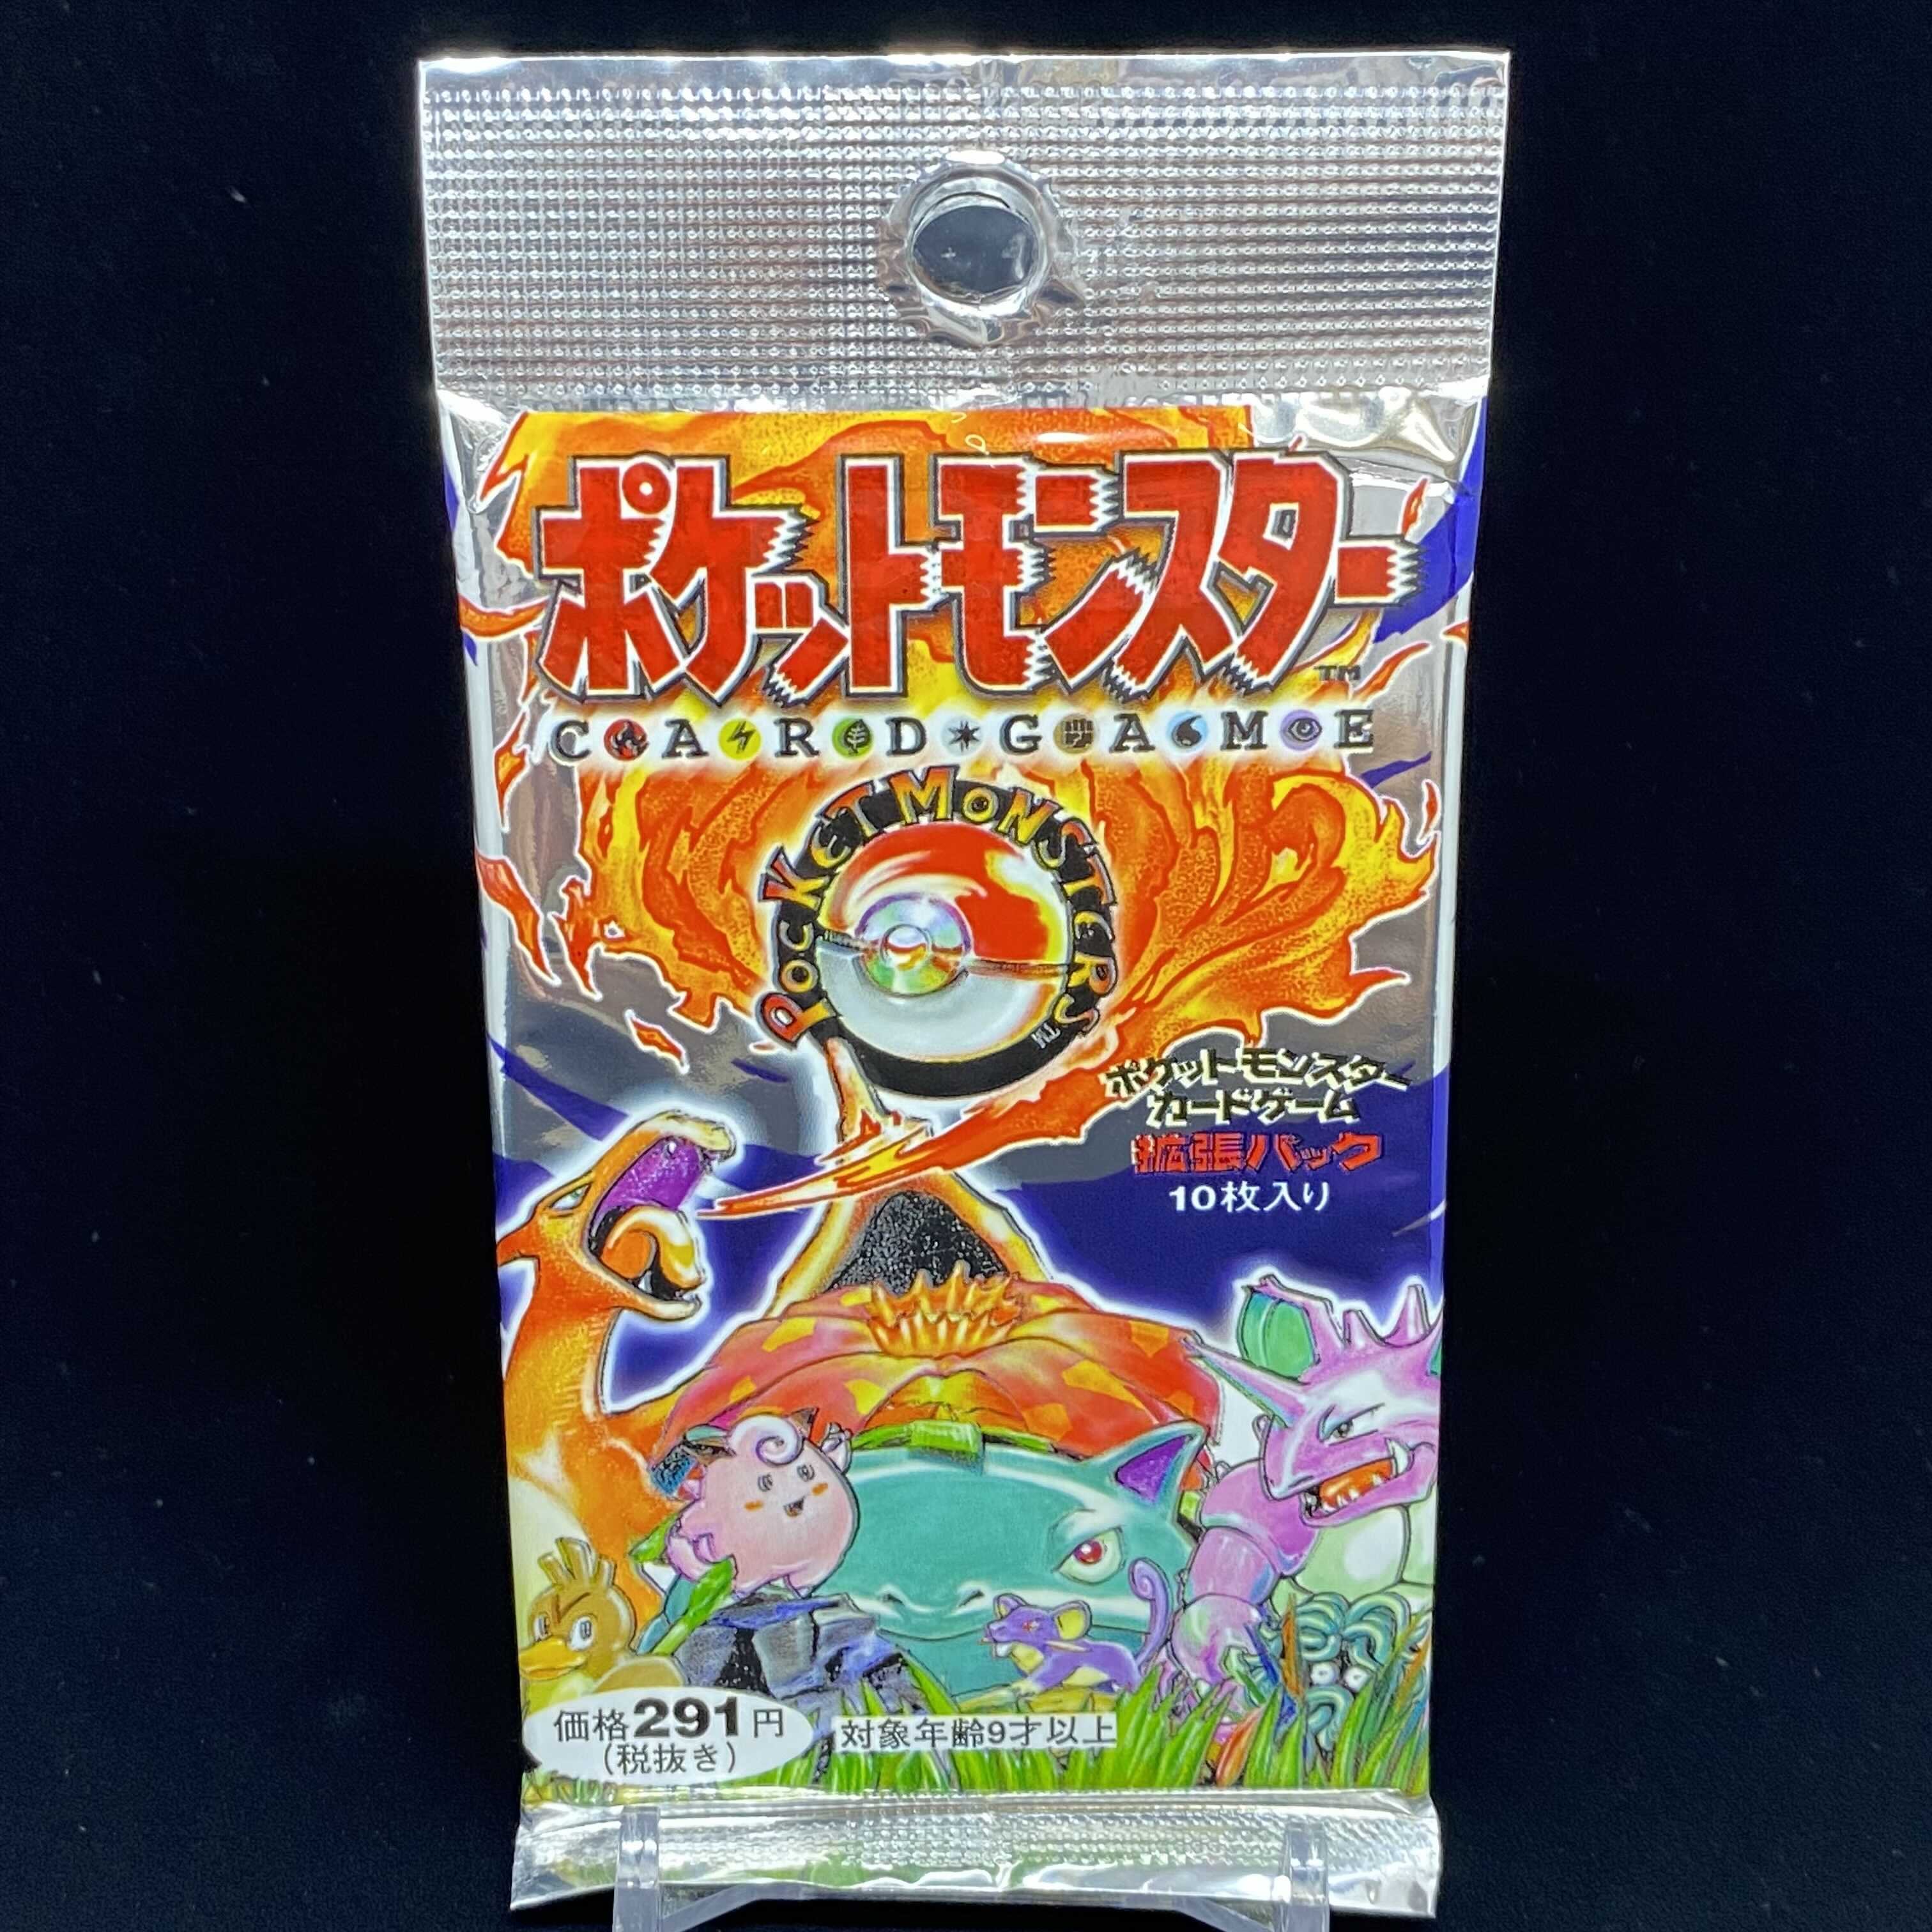 ポケットモンスター
TM
CARD GAME
POCKET MONSTERS
TM
ポケットモンスター
カードゲーム
拡張パック
10枚入り
価格291円
(税抜き)
対象年齢9才以上